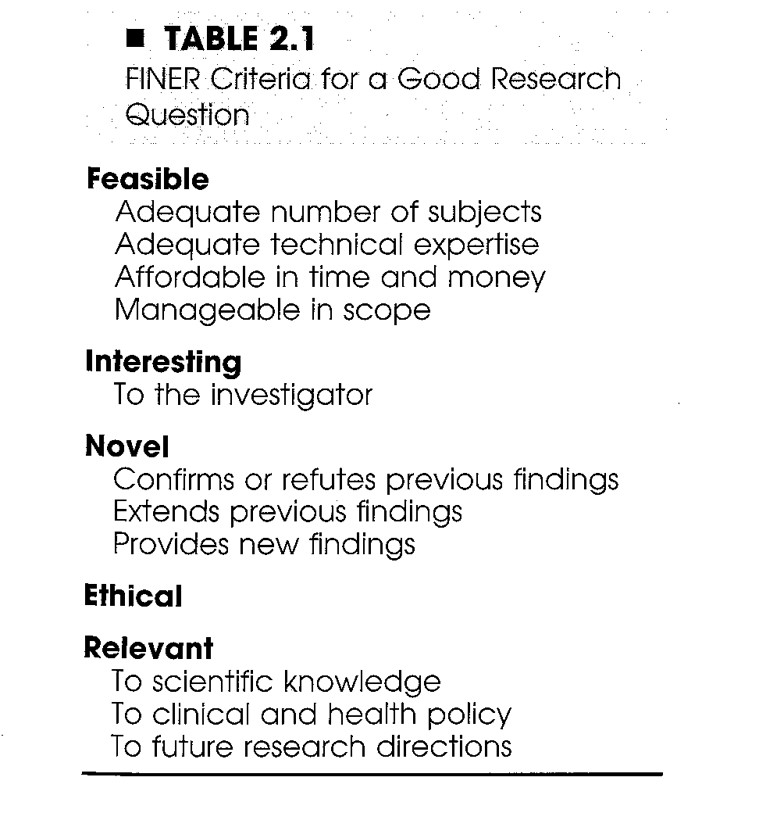 ■ TABLE 2.1
FINER Criteria for a Good Research
Question
Feasible
Adequate number of subjects
Adequate technical expertise
Affordable in time and money
Manageable in scope
Interesting
To the investigator
Novel
Confirms or refutes previous findings
Extends previous findings
Provides new findings
Ethical
Relevant
To scientific knowledge
To clinical and health policy
To future research directions